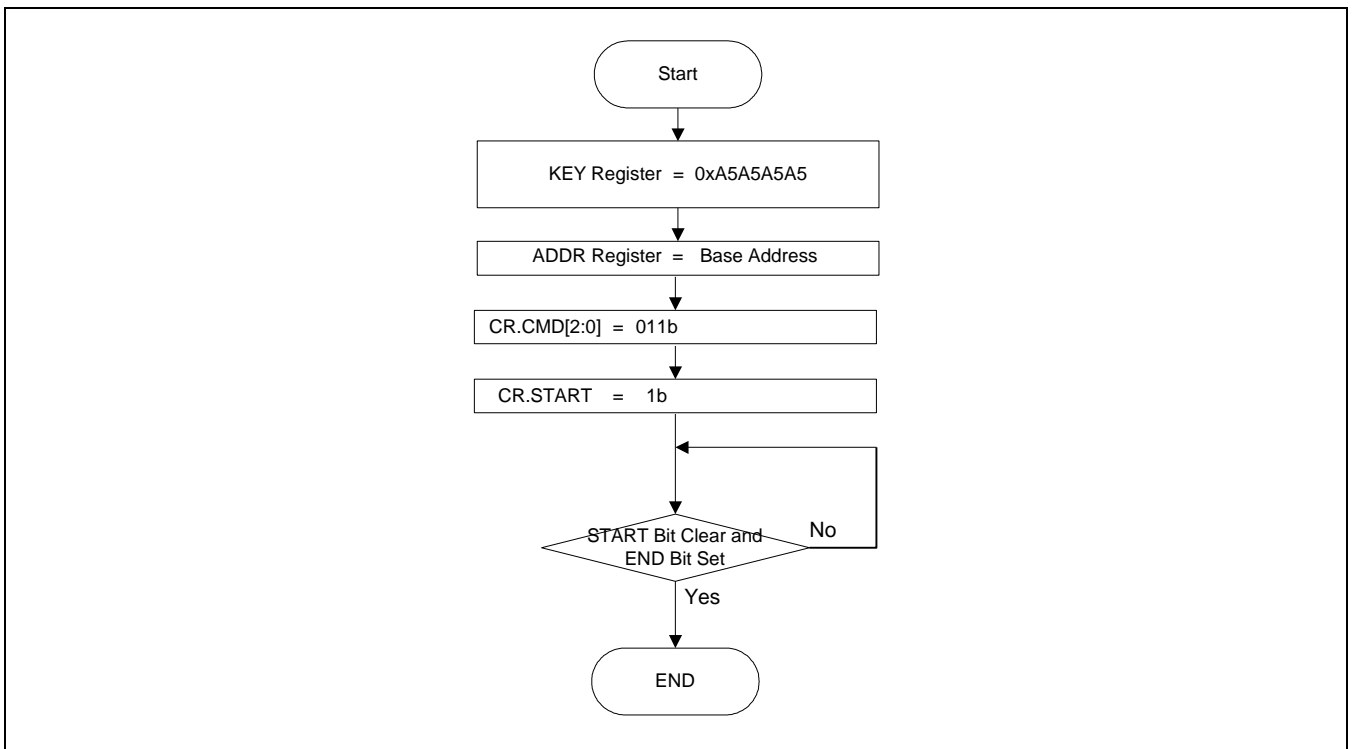 Start
KEY Register = 0xA5A5A5A5
ADDR Register = Base Address
CR.CMD[2:0] = 011b
CR.START = 1b
START Bit Clear and
END Bit Set
No
Yes
END